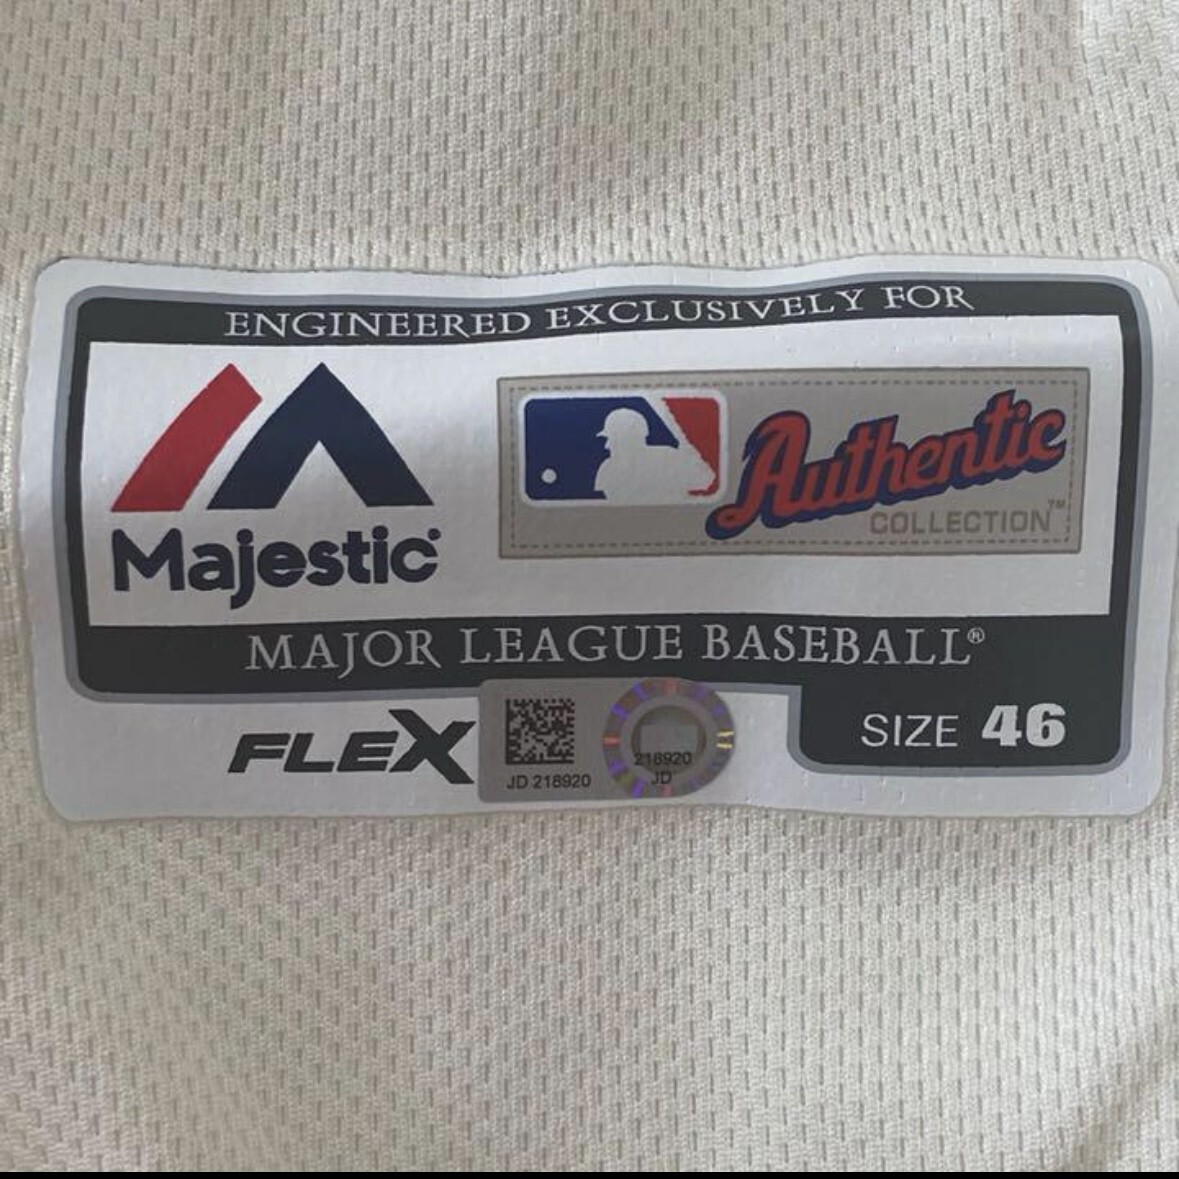 ENGINEERED EXCLUSIVELY FOR
Majestic®
Authentic
COLLECTION™
MAJOR LEAGUE BASEBALL®
FLEX
JD 218920
218920
JD
SIZE 46